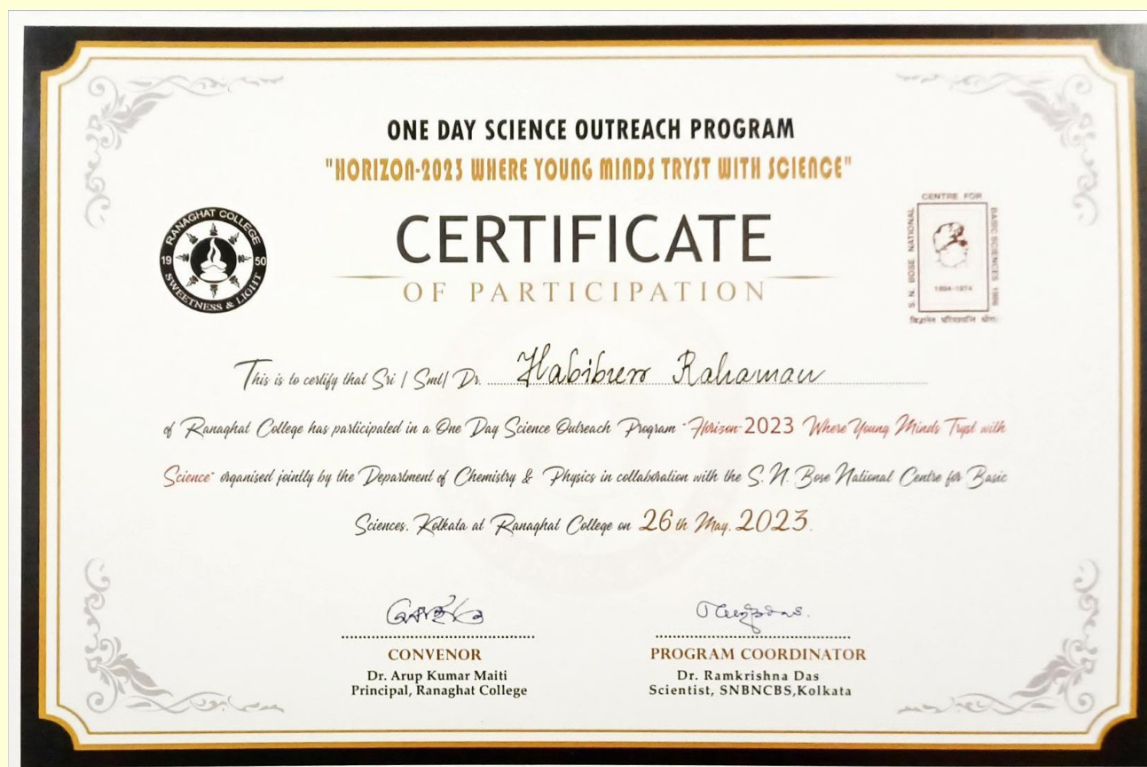 ONE DAY SCIENCE OUTREACH PROGRAM
"HORIZON-2023 WHERE YOUNG MINDS TRYST WITH SCIENCE"
RANAGHAT COLLEGE
19 50
SWEETNESS & LIGHT
CERTIFICATE
OF PARTICIPATION
CENTRE FOR
S. N. BOSE NATIONAL
BASIC SCIENCES 1986
1894-1974
This is to certify that Sri / Smt/ Dr. Habibur Rahaman
of Ranaghat College has participated in a One Day Science Outreach Program "Horizon-2023 Where Young Minds Tryst with
Science" organised jointly by the Department of Chemistry & Physics in collaboration with the S. N. Bose National Centre for Basic
Sciences, Kolkata at Ranaghat College on 26th May, 2023.
CONVENOR
Dr. Arup Kumar Maiti
Principal, Ranaghat College
PROGRAM COORDINATOR
Dr. Ramkrishna Das
Scientist, SNBNCBS,Kolkata